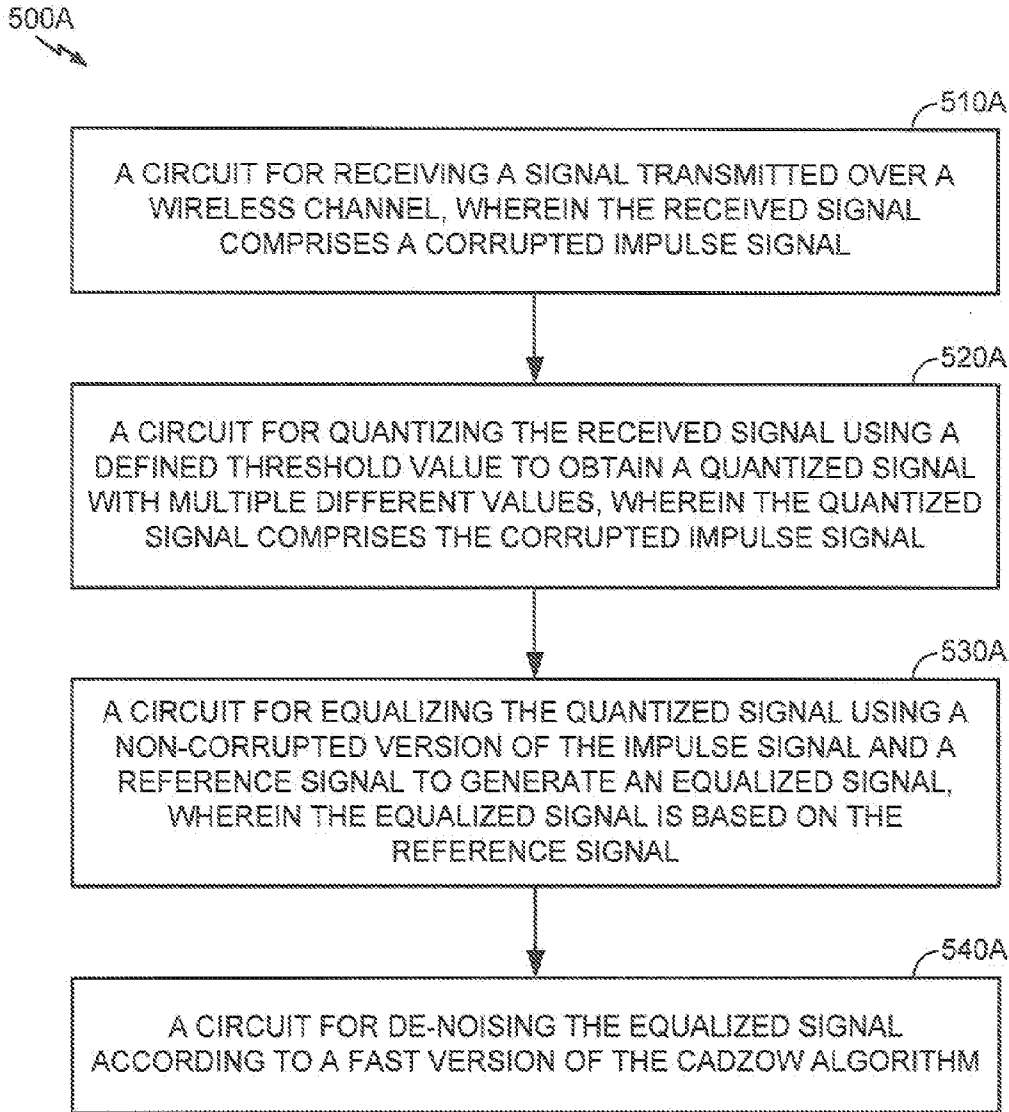 500A
510A
A CIRCUIT FOR RECEIVING A SIGNAL TRANSMITTED OVER A
WIRELESS CHANNEL, WHEREIN THE RECEIVED SIGNAL
COMPRISES A CORRUPTED IMPULSE SIGNAL
520A
A CIRCUIT FOR QUANTIZING THE RECEIVED SIGNAL USING A
DEFINED THRESHOLD VALUE TO OBTAIN A QUANTIZED SIGNAL
WITH MULTIPLE DIFFERENT VALUES, WHEREIN THE QUANTIZED
SIGNAL COMPRISES THE CORRUPTED IMPULSE SIGNAL
530A
A CIRCUIT FOR EQUALIZING THE QUANTIZED SIGNAL USING A
NON-CORRUPTED VERSION OF THE IMPULSE SIGNAL AND A
REFERENCE SIGNAL TO GENERATE AN EQUALIZED SIGNAL,
WHEREIN THE EQUALIZED SIGNAL IS BASED ON THE
REFERENCE SIGNAL
540A
A CIRCUIT FOR DE-NOISING THE EQUALIZED SIGNAL
ACCORDING TO A FAST VERSION OF THE CADZOW ALGORITHM